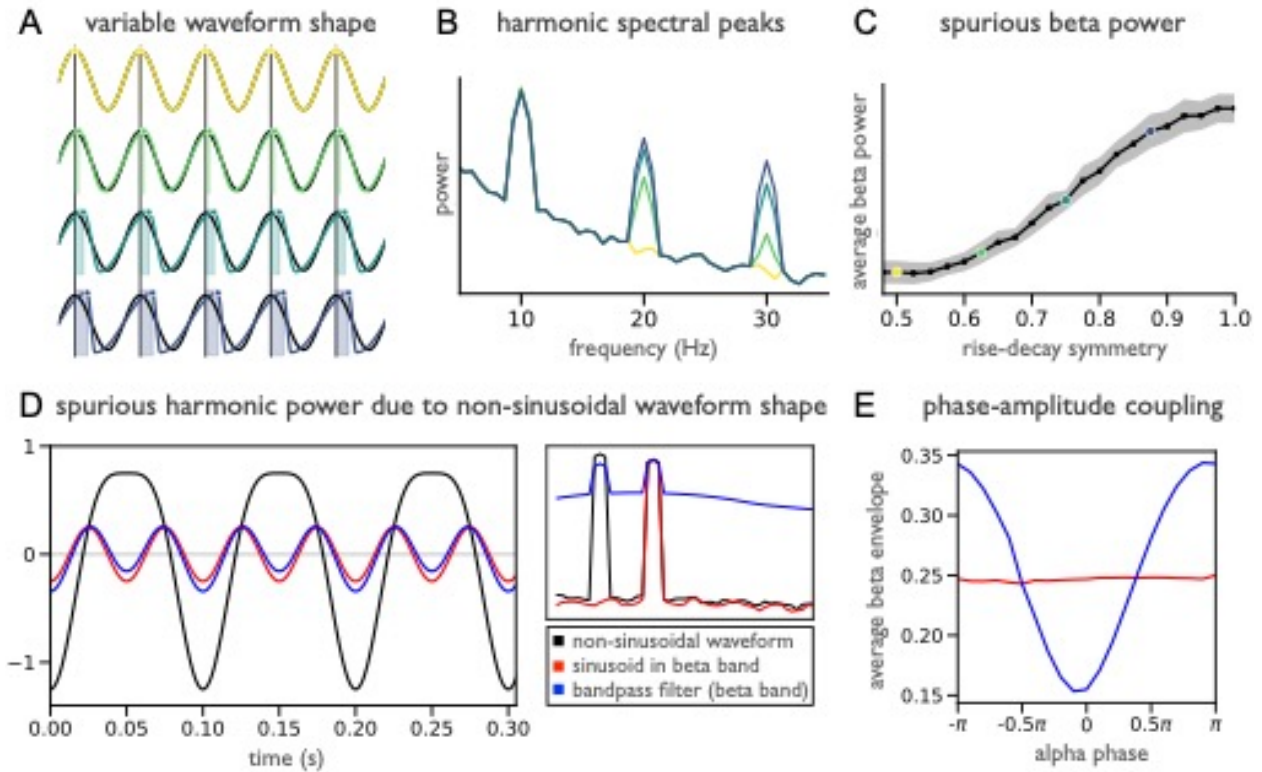 A variable waveform shape
B harmonic spectral peaks
C spurious beta power
power
10 20 30
frequency (Hz)
average beta power
0.5 0.6 0.7 0.8 0.9 1.0
rise-decay symmetry
D spurious harmonic power due to non-sinusoidal waveform shape
1
0
−1
0.00 0.05 0.10 0.15 0.20 0.25 0.30
time (s)
non-sinusoidal waveform
sinusoid in beta band
bandpass filter (beta band)
E phase-amplitude coupling
average beta envelope
0.35
0.30
0.25
0.20
0.15
-π -0.5π 0 0.5π π
alpha phase